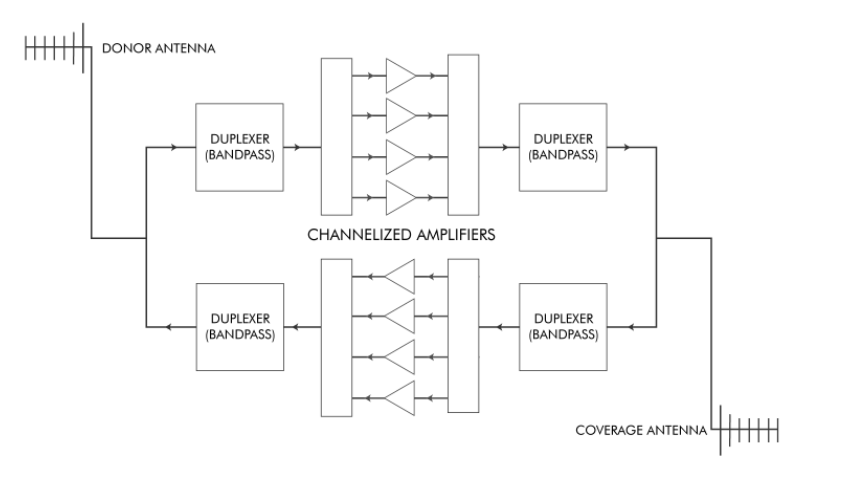 DONOR ANTENNA
DUPLEXER
(BANDPASS)
DUPLEXER
(BANDPASS)
CHANNELIZED AMPLIFIERS
DUPLEXER
(BANDPASS)
DUPLEXER
(BANDPASS)
COVERAGE ANTENNA